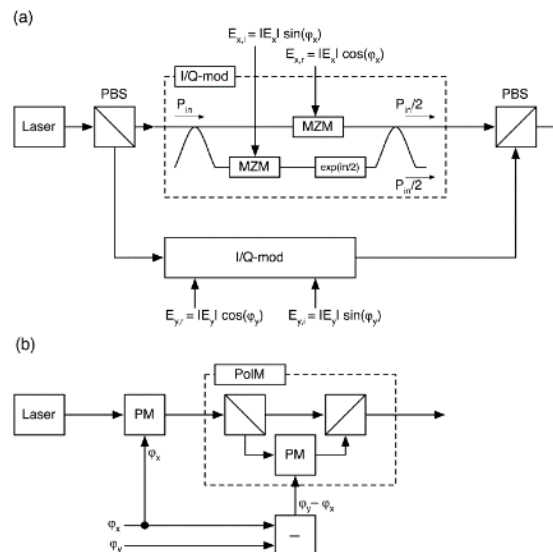 (a)
E_x,i = |E_x| sin(φ_x)
E_x,r = |E_x| cos(φ_x)
I/Q-mod
PBS
PBS
P_in
P_in/2
Laser
MZM
MZM
exp(iπ/2)
P_in/2
I/Q-mod
E_y,r = |E_y| cos(φ_y)
E_y,i = |E_y| sin(φ_y)
(b)
PolM
Laser
PM
φ_x
PM
φ_y – φ_x
φ_x
–
φ_y